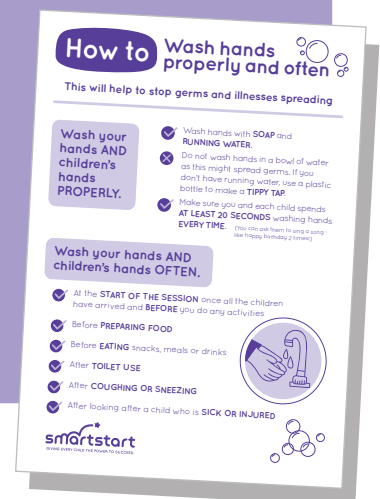 How to
Wash hands
properly and often
This will help to stop germs and illnesses spreading
Wash your
hands AND
children's
hands
PROPERLY.
Wash hands with SOAP and
RUNNING WATER.
Do not wash hands in a bowl of water
as this might spread germs. If you
don't have running water, use a plastic
bottle to make a TIPPY TAP.
Make sure you and each child spends
AT LEAST 20 SECONDS washing hands
EVERY TIME.
(You can ask them to sing a song
like happy birthday 2 times!)
Wash your hands AND
children's hands OFTEN.
At the START OF THE SESSION once all the children
have arrived and BEFORE you do any activities
Before PREPARING FOOD
Before EATING snacks, meals or drinks
After TOILET USE
After COUGHING OR SNEEZING
After looking after a child who is SICK OR INJURED
smartstart
GIVING EVERY CHILD THE POWER TO SUCCEED